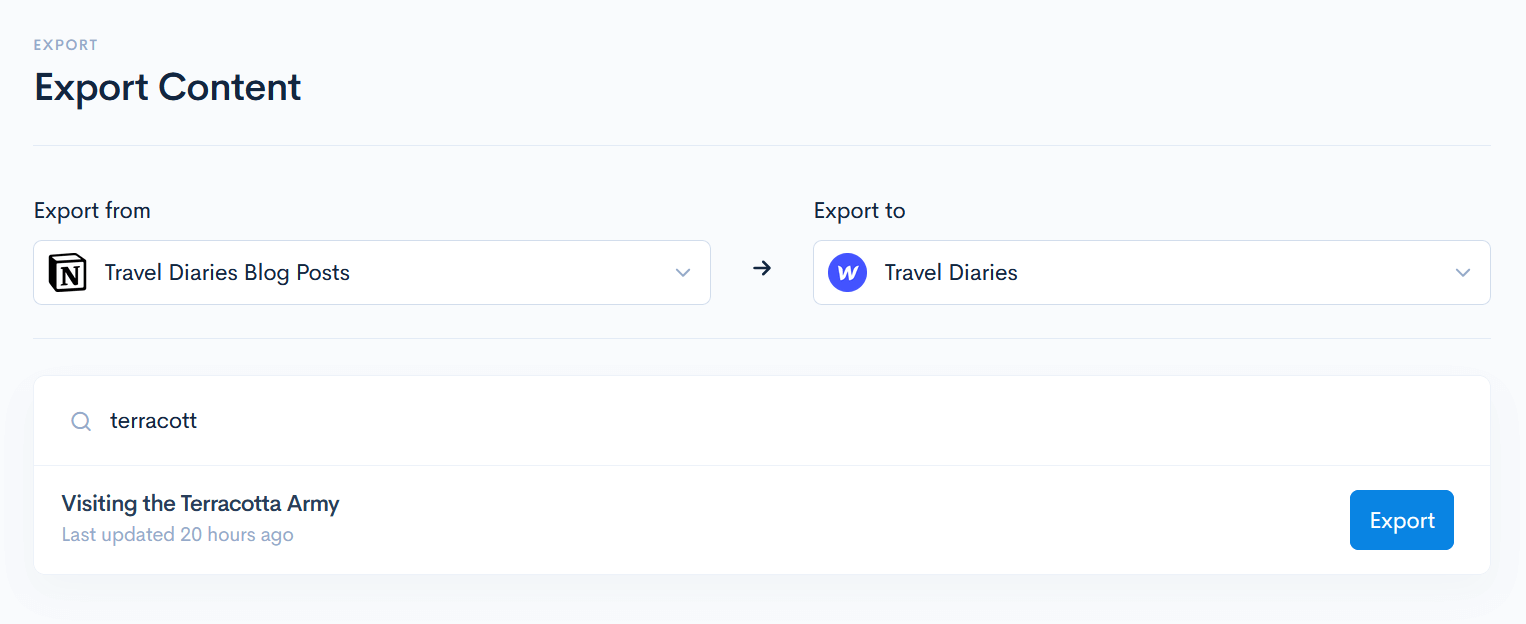 EXPORT
Export Content
Export from
Export to
N Travel Diaries Blog Posts
W Travel Diaries
terracott
Visiting the Terracotta Army
Last updated 20 hours ago
Export